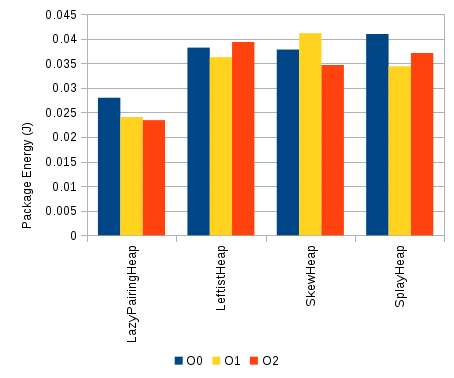 Package Energy (J)
0.045
0.04
0.035
0.03
0.025
0.02
0.015
0.01
0.005
0
LazyPairingHeap
LeftistHeap
SkewHeap
SplayHeap
O0 O1 O2